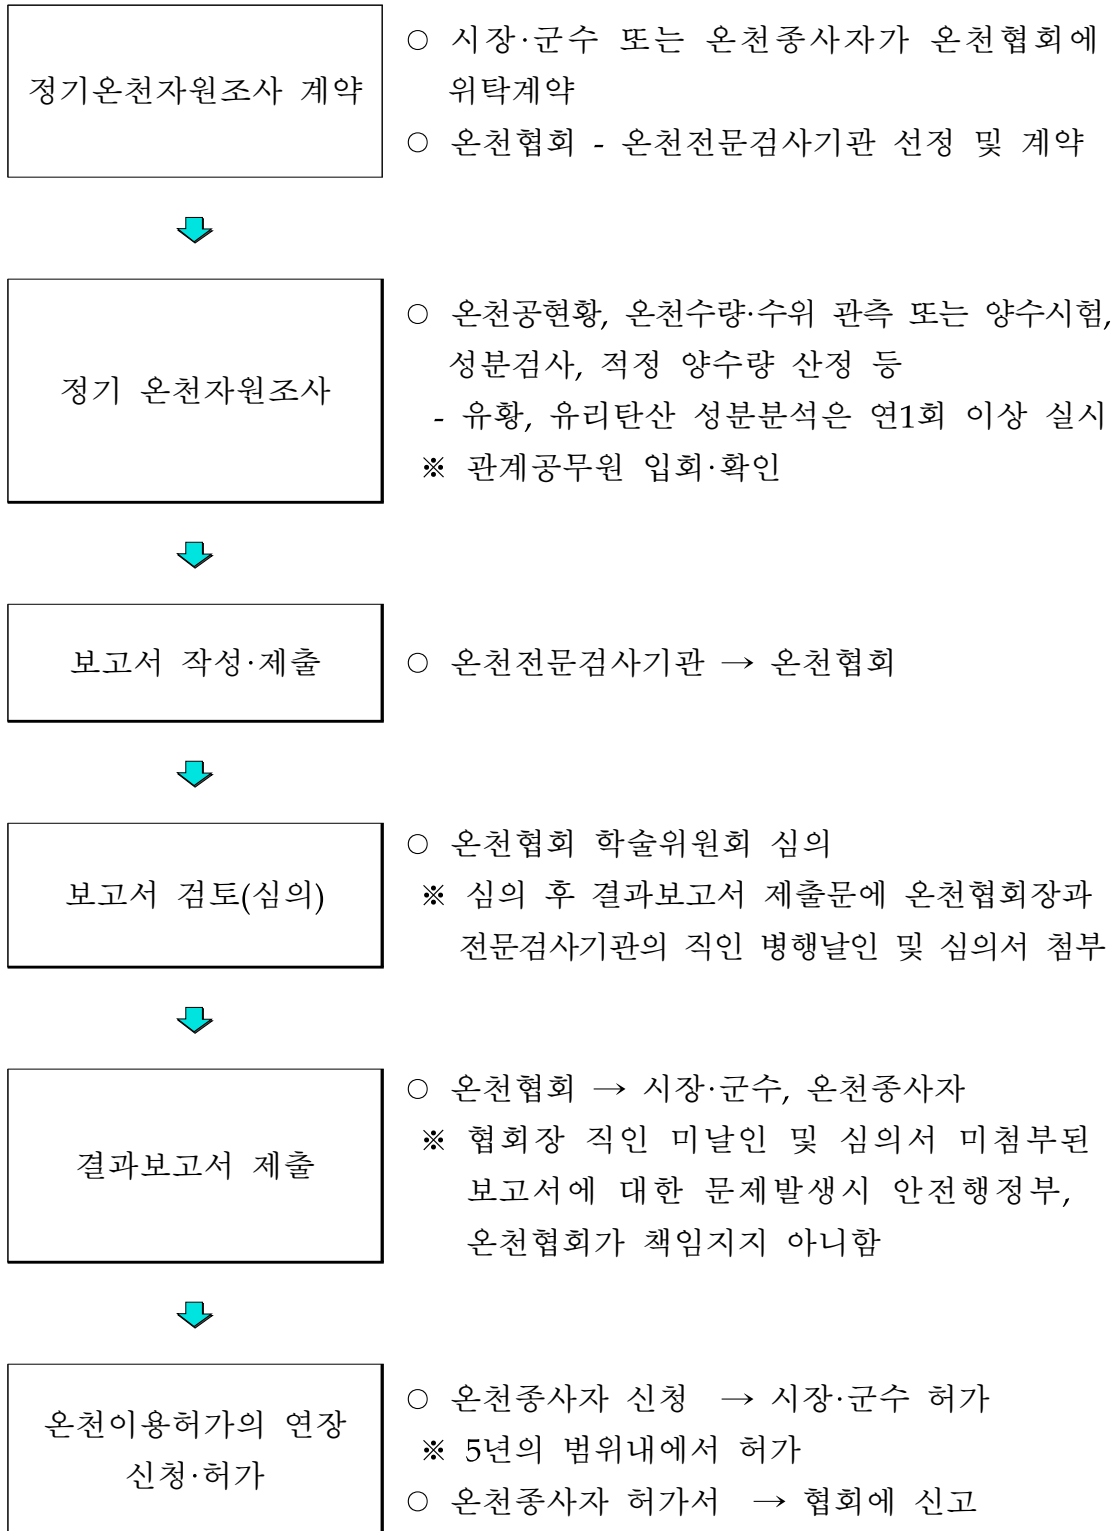 정기온천자원조사 계약
○ 시장·군수 또는 온천종사자가 온천협회에
위탁계약
○ 온천협회 - 온천전문검사기관 선정 및 계약
정기 온천자원조사
○ 온천공현황, 온천수량·수위 관측 또는 양수시험,
성분검사, 적정 양수량 산정 등
- 유황, 유리탄산 성분분석은 연1회 이상 실시
※ 관계공무원 입회·확인
보고서 작성·제출
○ 온천전문검사기관 → 온천협회
보고서 검토(심의)
○ 온천협회 학술위원회 심의
※ 심의 후 결과보고서 제출문에 온천협회장과
전문검사기관의 직인 병행날인 및 심의서 첨부
결과보고서 제출
○ 온천협회 → 시장·군수, 온천종사자
※ 협회장 직인 미날인 및 심의서 미첨부된
보고서에 대한 문제발생시 안전행정부,
온천협회가 책임지지 아니함
온천이용허가의 연장
신청·허가
○ 온천종사자 신청 → 시장·군수 허가
※ 5년의 범위내에서 허가
○ 온천종사자 허가서 → 협회에 신고